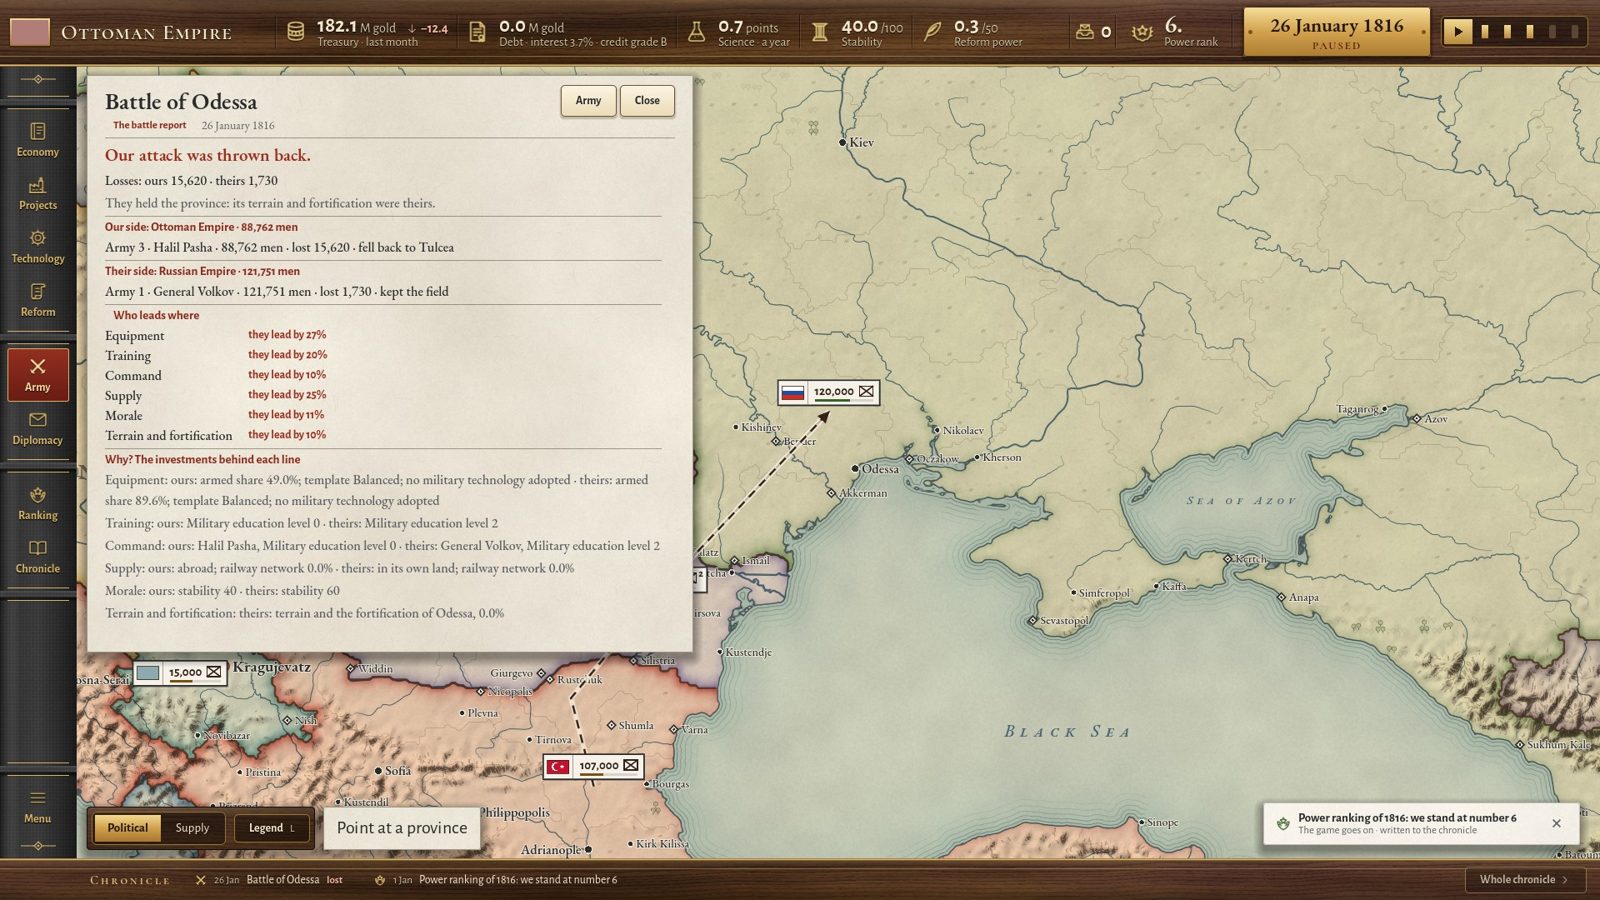 OTTOMAN EMPIRE
182.1 M gold ↓ −12.4
Treasury · last month
0.0 M gold
Debt · interest 3.7% · credit grade B
0.7 points
Science · a year
40.0 /100
Stability
0.3 /50
Reform power
0
6.
Power rank
26 January 1816
PAUSED
Economy
Projects
Technology
Reform
Army
Diplomacy
Ranking
Chronicle
Menu
Battle of Odessa
Army
Close
The battle report 26 January 1816
Our attack was thrown back.
Losses: ours 15,620 · theirs 1,730
They held the province: its terrain and fortification were theirs.
Our side: Ottoman Empire · 88,762 men
Army 3 · Halil Pasha · 88,762 men · lost 15,620 · fell back to Tulcea
Their side: Russian Empire · 121,751 men
Army 1 · General Volkov · 121,751 men · lost 1,730 · kept the field
Who leads where
Equipment they lead by 27%
Training they lead by 20%
Command they lead by 10%
Supply they lead by 25%
Morale they lead by 11%
Terrain and fortification they lead by 10%
Why? The investments behind each line
Equipment: ours: armed share 49.0%; template Balanced; no military technology adopted · theirs: armed
share 89.6%; template Balanced; no military technology adopted
Training: ours: Military education level 0 · theirs: Military education level 2
Command: ours: Halil Pasha, Military education level 0 · theirs: General Volkov, Military education level 2
Supply: ours: abroad; railway network 0.0% · theirs: in its own land; railway network 0.0%
Morale: ours: stability 40 · theirs: stability 60
Terrain and fortification: theirs: terrain and the fortification of Odessa, 0.0%
Kiev
120,000
Kishinev
Bender
Nikolaev
Oczakow
Kherson
Odessa
Akkerman
Taganrog
Azov
SEA OF AZOV
Ismail
Kertch
Kaffa
Simferopol
Anapa
Sevastopol
Kustendje
Silistria
15,000
Kragujevatz
Widdin
Giurgevo
Rustchuk
Nicopolis
Plevna
Nish
Novibazar
Shumla
Varna
Tirnova
BLACK SEA
Sukhum Kale
Pristina
Sofia
107,000
Bourgas
Kustendil
Philippopolis
Adrianople
Kirk Kilissa
Sinope
Political
Supply
Legend L
Point at a province
Power ranking of 1816: we stand at number 6
The game goes on · written to the chronicle
CHRONICLE
26 Jan Battle of Odessa lost
1 Jan Power ranking of 1816: we stand at number 6
Whole chronicle